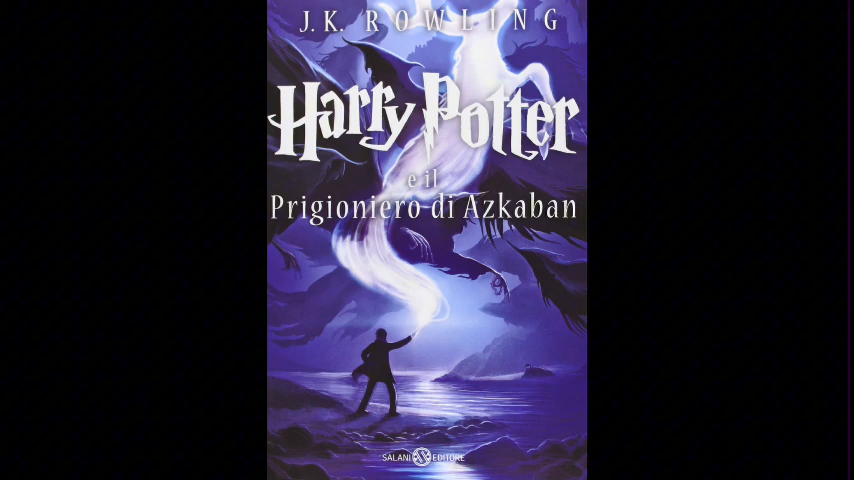 J. K. ROWLING
Harry Potter
e il
Prigioniero di Azkaban
SALANI EDITORE